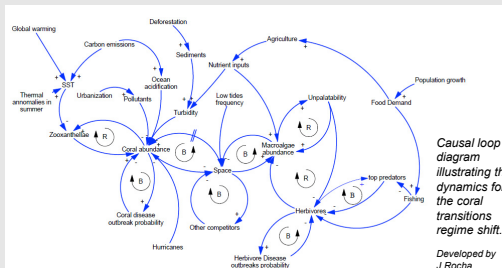 Deforestation
Global warming
Carbon emissions
Agriculture
Sediments
SST
Ocean
acidification
Nutrient inputs
Population growth
Thermal
annomalies in
summer
Urbanization
Pollutants
Low tides
frequency
Unpalatability
Food Demand
Turbidity
Zooxanthellae
R
Coral abundance
B
Macroalgae
abundance
R
Space
top predators
B
B
B
R
Fishing
Coral disease
outbreak probability
Other competitors
Herbivores
Hurricanes
B
Herbivore Disease
outbreaks probability
Causal loop
diagram
illustrating th
dynamics fo
the coral
transitions
regime shift.
Developed by
J Rocha